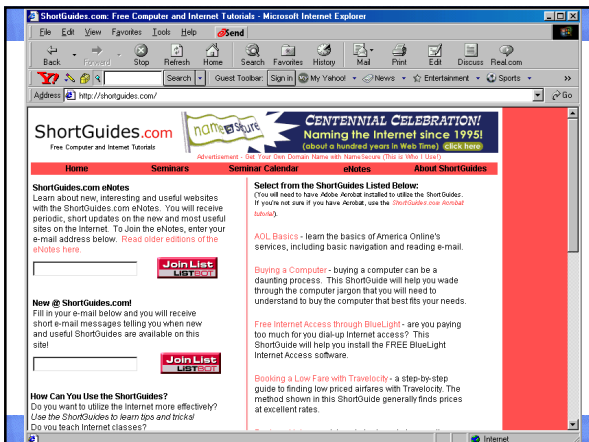 ShortGuides.com: Free Computer and Internet Tutorials - Microsoft Internet Explorer
File Edit View Favorites Tools Help Send
Back Forward Stop Refresh Home Search Favorites History Mail Print Edit Discuss Real.com
Y? Search Guest Toolbar: Sign in My Yahoo! News Entertainment Sports »
Address http://shortguides.com/ Go
ShortGuides.com
Free Computer and Internet Tutorials
namesecure
CENTENNIAL CELEBRATION!
Naming the Internet since 1995!
(about a hundred years in Web Time) click here
Advertisement - Get Your Own Domain Name with NameSecure (This is Who I Use!)
Home Seminars Seminar Calendar eNotes About ShortGuides
ShortGuides.com eNotes
Learn about new, interesting
and useful websites
with the ShortGuides.com eNotes. You will receive
periodic, short updates on the new and most useful
sites on the Internet. To Join the eNotes, enter your
e-mail address below. Read older editions of the
eNotes here.
Join List
LISTBOT
New @ ShortGuides.com!
Fill in your e-mail below and you will receive
short e-mail messages telling you when new
and useful ShortGuides are available on this
site!
Join List
LISTBOT
How Can You Use the ShortGuides?
Do you want to utilize the Internet more effectively?
Use the ShortGuides to learn tips and tricks!
Do you teach Internet classes?
Select from the ShortGuides Listed Below:
(You will need to have Adobe Acrobat installed to utilize the ShortGuides.
If you're not sure if you have Acrobat, use the ShortGuides.com Acrobat
tutorial).
AOL Basics - learn the basics of America Online's
services, including basic navigation and reading e-mail.
Buying a Computer - buying a computer can be a
daunting process. This ShortGuide will help you wade
through the computer jargon that you will need to
understand to buy the computer that best fits your needs.
Free Internet Access through BlueLight - are you paying
too much for you dial-up Internet access? This
ShortGuide will help you install the FREE BlueLight
Internet Access software.
Booking a Low Fare with Travelocity - a step-by-step
guide to finding low priced airfares with Travelocity. The
method shown in this ShortGuide generally finds prices
at excellent rates.
Internet